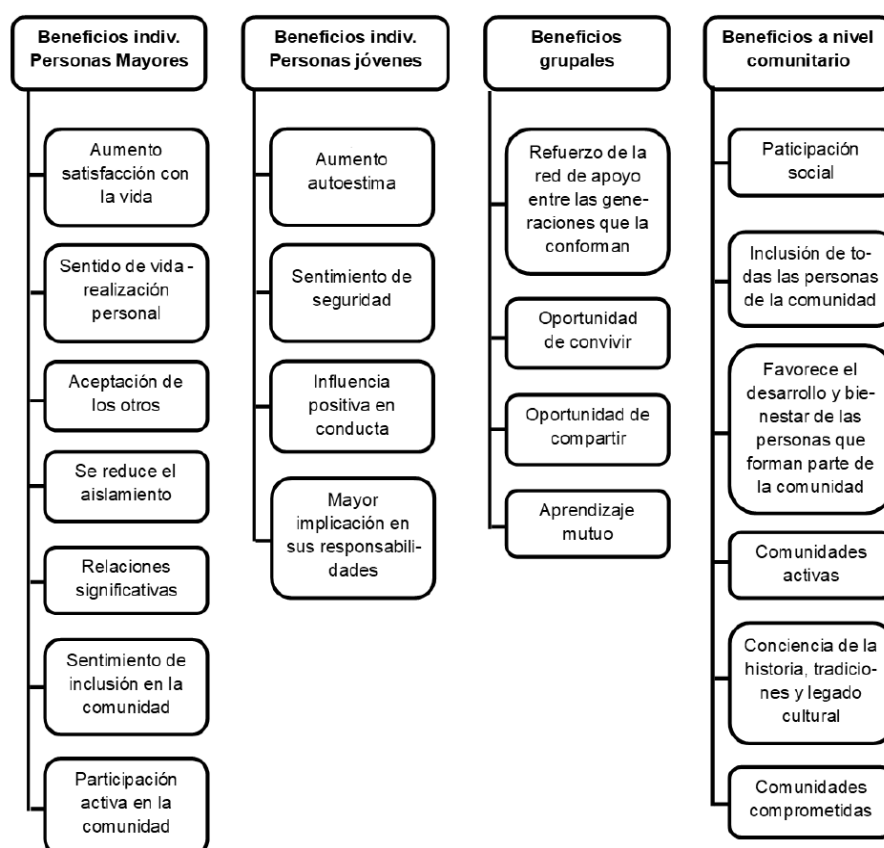 Beneficios indiv.
Personas Mayores
Aumento
satisfacción con
la vida
Sentido de vida -
realización
personal
Aceptación de
los otros
Se reduce el
aislamiento
Relaciones
significativas
Sentimiento de
inclusión en la
comunidad
Participación
activa en la
comunidad
Beneficios indiv.
Personas jóvenes
Aumento
autoestima
Sentimiento de
seguridad
Influencia
positiva en
conducta
Mayor
implicación en
sus responsabili-
dades
Beneficios
grupales
Refuerzo de la
red de apoyo
entre las gene-
raciones que la
conforman
Oportunidad
de convivir
Oportunidad de
compartir
Aprendizaje
mutuo
Beneficios a nivel
comunitario
Paticipación
social
Inclusión de to-
das las personas
de la comunidad
Favorece el
desarrollo y bie-
nestar de las
personas que
forman parte de
la comunidad
Comunidades
activas
Conciencia de la
historia, tradicio-
nes y legado
cultural
Comunidades
comprometidas